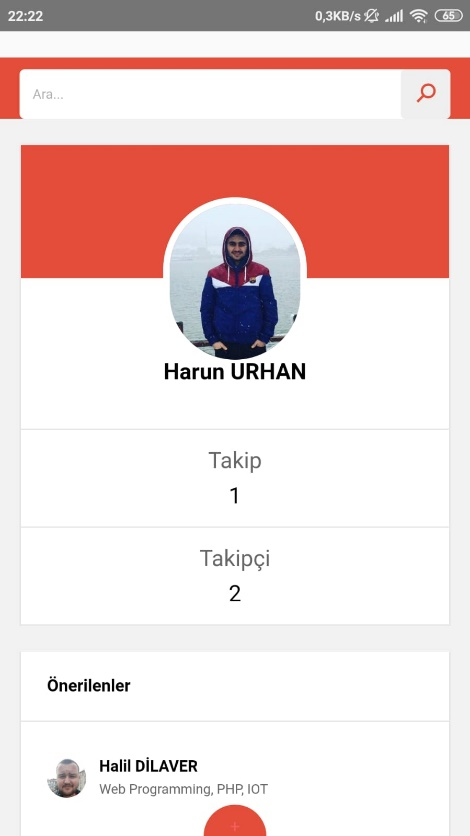 22:22
0,3KB/s
65
Ara...
Harun URHAN
Takip
1
Takipçi
2
Önerilenler
Halil DİLAVER
Web Programming, PHP, IOT
+